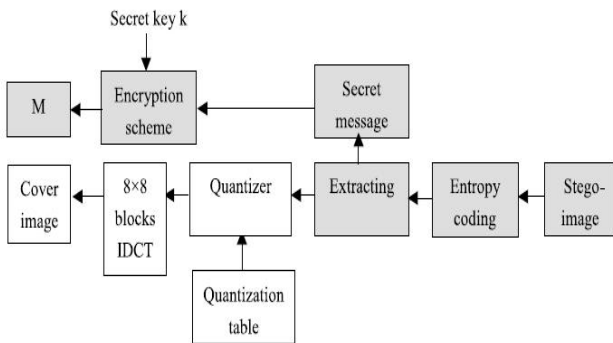 Secret key k
M
Encryption
scheme
Secret
message
Cover
image
8×8
blocks
IDCT
Quantizer
Extracting
Entropy
coding
Stego-
image
Quantization
table